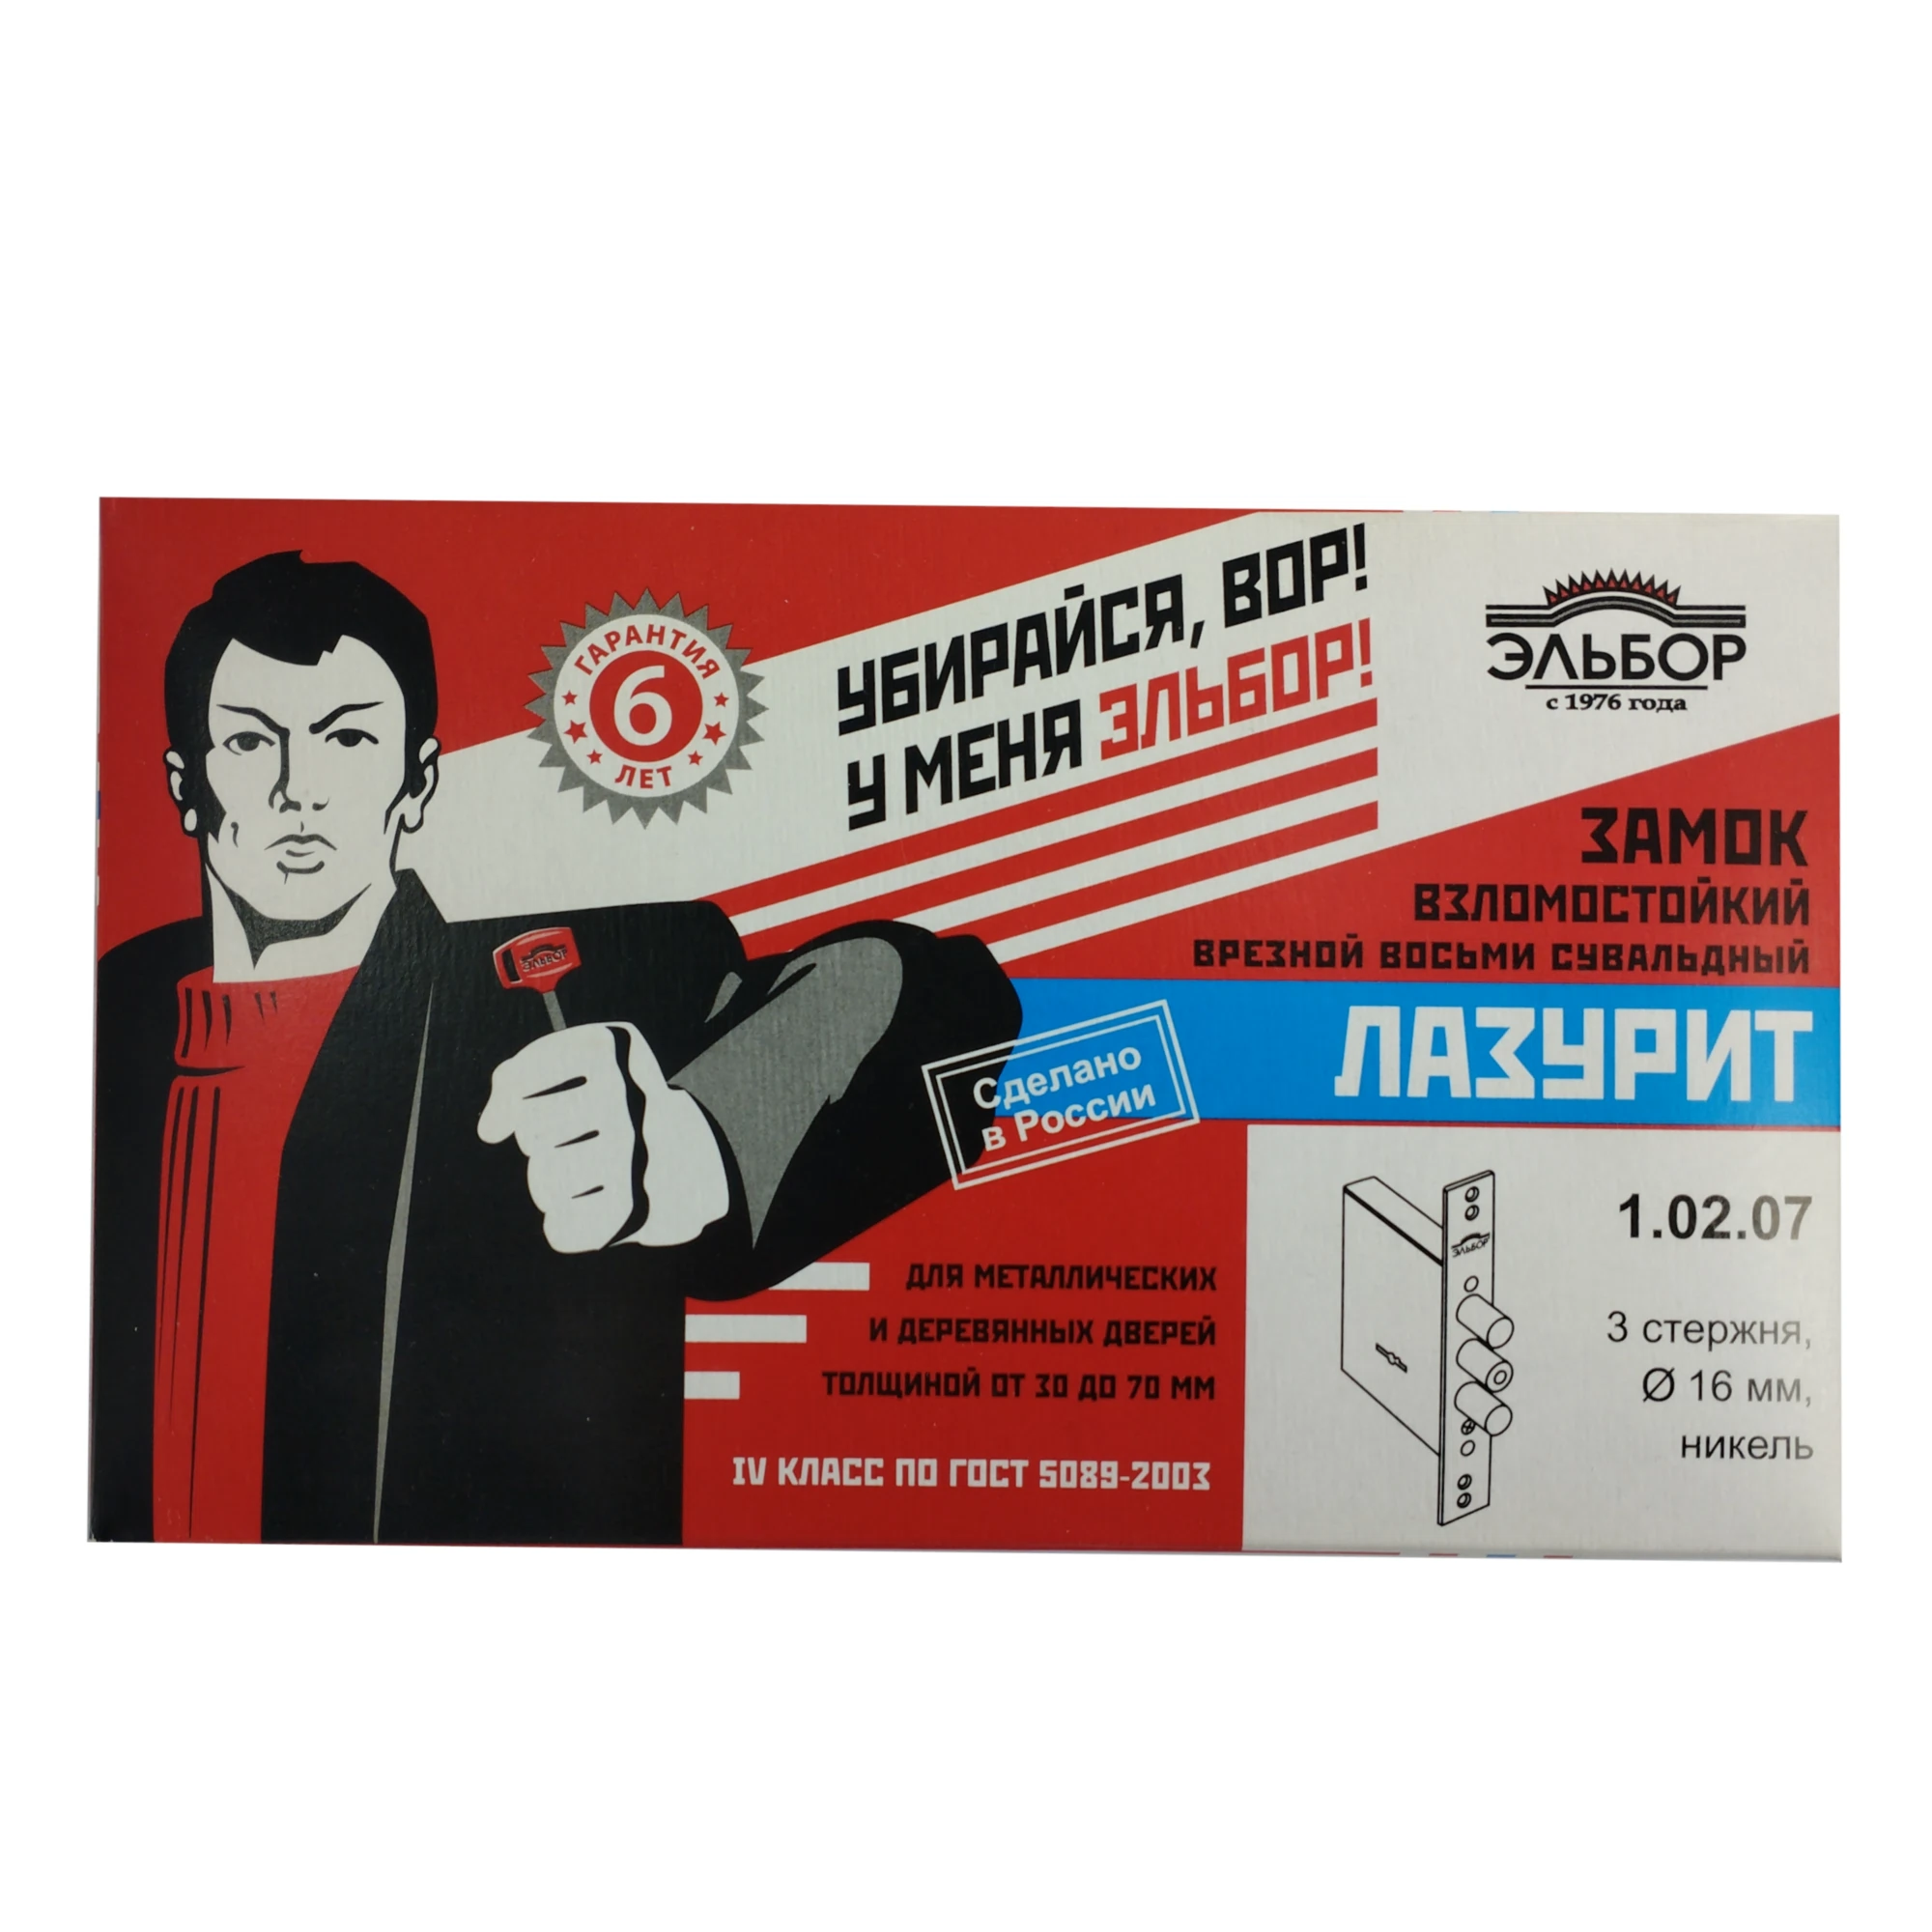 ГАРАНТИЯ
6
ЛЕТ
УБИРАЙСЯ, ВОР!
У МЕНЯ ЭЛЬБОР!
ЭЛЬБОР
с 1976 года
ЗАМОК
ВЗЛОМОСТОЙКИЙ
ВРЕЗНОЙ ВОСЬМИ СУВАЛЬДНЫЙ
ЛАЗУРИТ
ЭЛЬБОР
Сделано
в России
1.02.07
ЭЛЬБОР
3 стержня,
Ø 16 мм,
никель
ДЛЯ МЕТАЛЛИЧЕСКИХ
И ДЕРЕВЯННЫХ ДВЕРЕЙ
ТОЛЩИНОЙ ОТ 30 ДО 70 ММ
IV КЛАСС ПО ГОСТ 5089-2003